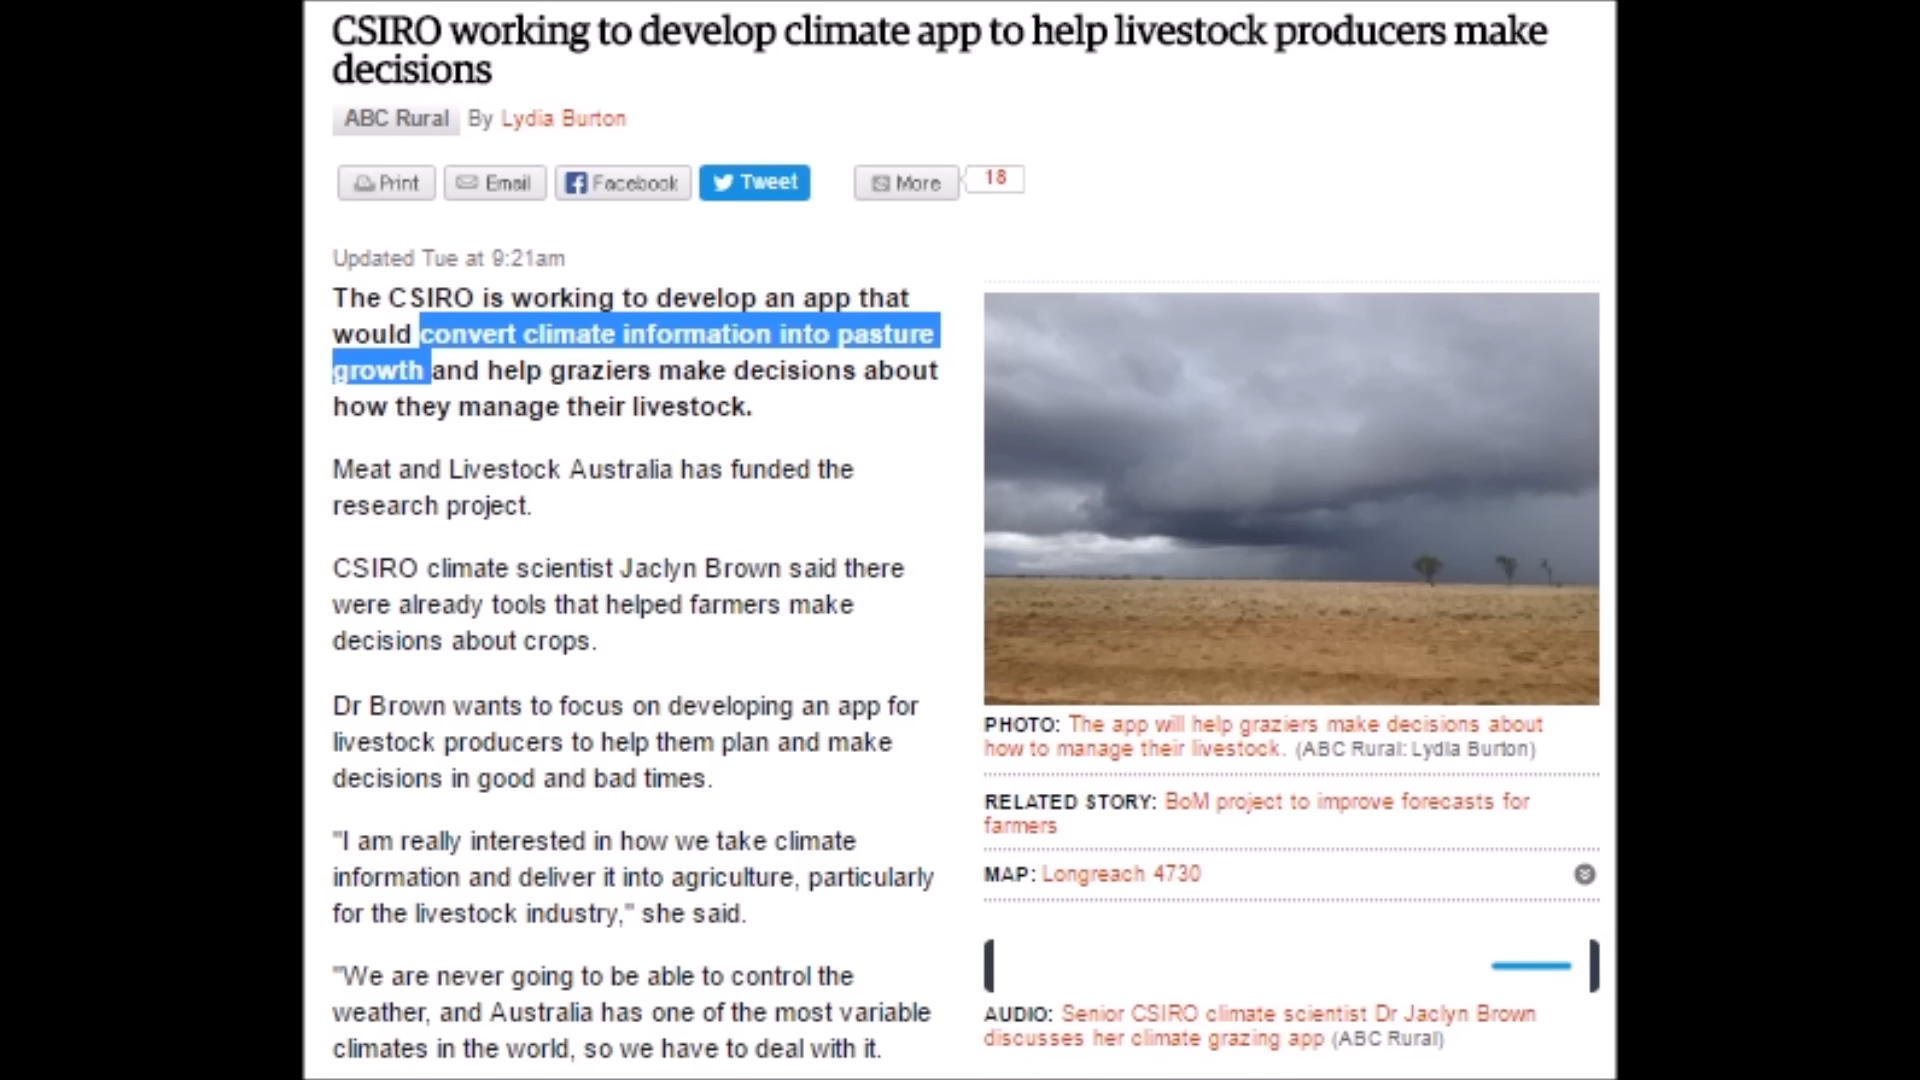 CSIRO working to develop climate app to help livestock producers make
decisions
ABC Rural By Lydia Burton
Print Email Facebook Tweet More 18
Updated Tue at 9:21am
The CSIRO is working to develop an app that
would convert climate information into pasture
growth and help graziers make decisions about
how they manage their livestock.
Meat and Livestock Australia has funded the
research project.
CSIRO climate scientist Jaclyn Brown said there
were already tools that helped farmers make
decisions about crops.
Dr Brown wants to focus on developing an app for
livestock producers to help them plan and make
decisions in good and bad times.
"I am really interested in how we take climate
information and deliver it into agriculture, particularly
for the livestock industry," she said.
"We are never going to be able to control the
weather, and Australia has one of the most variable
climates in the world, so we have to deal with it.
PHOTO: The app will help graziers make decisions about
how to manage their livestock. (ABC Rural: Lydia Burton)
RELATED STORY: BoM project to improve forecasts for
farmers
MAP: Longreach 4730
AUDIO: Senior CSIRO climate scientist Dr Jaclyn Brown
discusses her climate grazing app (ABC Rural)